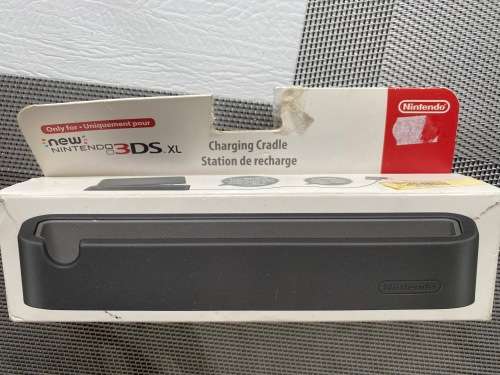 Only for • Uniquement pour
new
NINTENDO 3DS XL
Charging Cradle
Station de recharge
Nintendo
Nintendo